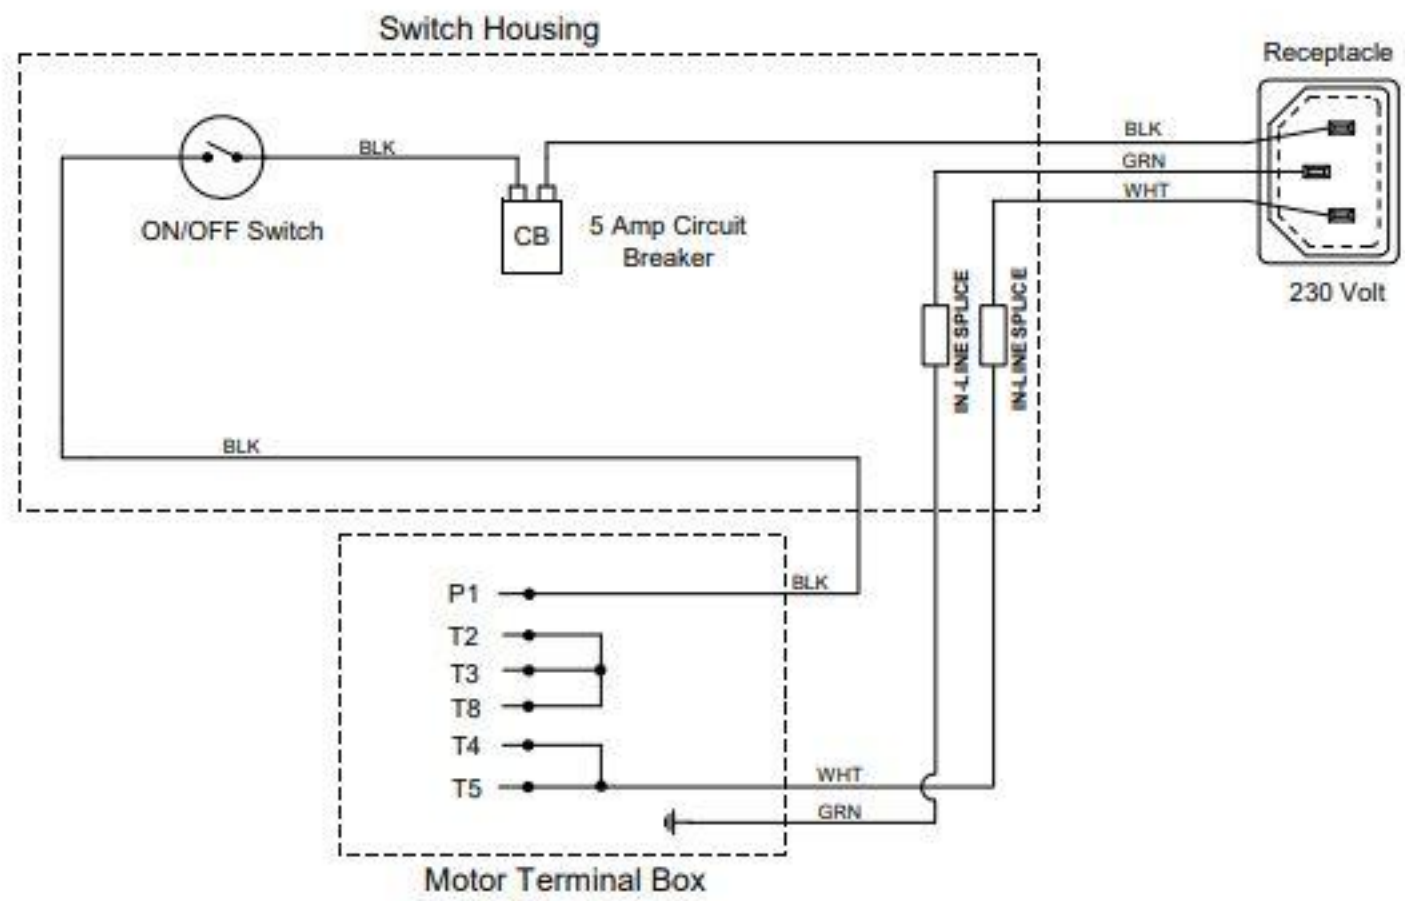 Switch Housing
Receptacle
BLK
BLK
GRN
WHT
ON/OFF Switch
CB
5 Amp Circuit
Breaker
230 Volt
IN-LINE SPLICE
IN-LINE SPLICE
BLK
P1
BLK
T2
T3
T8
T4
T5
WHT
GRN
Motor Terminal Box